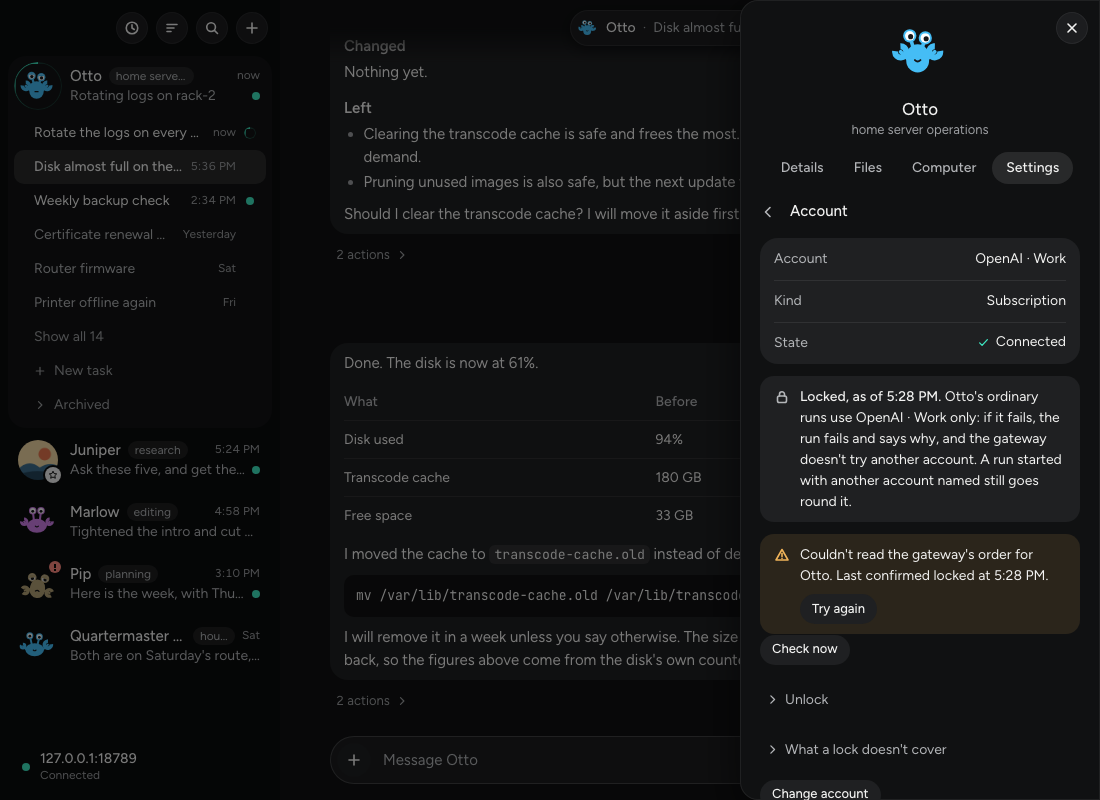 Otto home serve... now
Rotating logs on rack-2
Rotate the logs on every ... now
Disk almost full on the... 5:36 PM
Weekly backup check 2:34 PM
Certificate renewal ... Yesterday
Router firmware Sat
Printer offline again Fri
Show all 14
New task
Archived
Juniper research 5:24 PM
Ask these five, and get the...
Marlow editing 4:58 PM
Tightened the intro and cut ...
Pip planning 3:10 PM
Here is the week, with Thu...
Quartermaster ... hou... Sat
Both are on Saturday's route,...
127.0.0.1:18789
Connected
Otto · Disk almost fu
Changed
Nothing yet.
Left
• Clearing the transcode cache is safe and frees the most.
demand.
• Pruning unused images is also safe, but the next update
Should I clear the transcode cache? I will move it aside first
2 actions
Done. The disk is now at 61%.
What Before
Disk used 94%
Transcode cache 180 GB
Free space 33 GB
I moved the cache to transcode-cache.old instead of de
mv /var/lib/transcode-cache.old /var/lib/transcod
I will remove it in a week unless you say otherwise. The size
back, so the figures above come from the disk's own counte
2 actions
Message Otto
Otto
home server operations
Details Files Computer Settings
Account
Account OpenAI · Work
Kind Subscription
State Connected
Locked, as of 5:28 PM. Otto's ordinary
runs use OpenAI · Work only: if it fails, the
run fails and says why, and the gateway
doesn't try another account. A run started
with another account named still goes
round it.
Couldn't read the gateway's order for
Otto. Last confirmed locked at 5:28 PM.
Try again
Check now
Unlock
What a lock doesn't cover
Change account